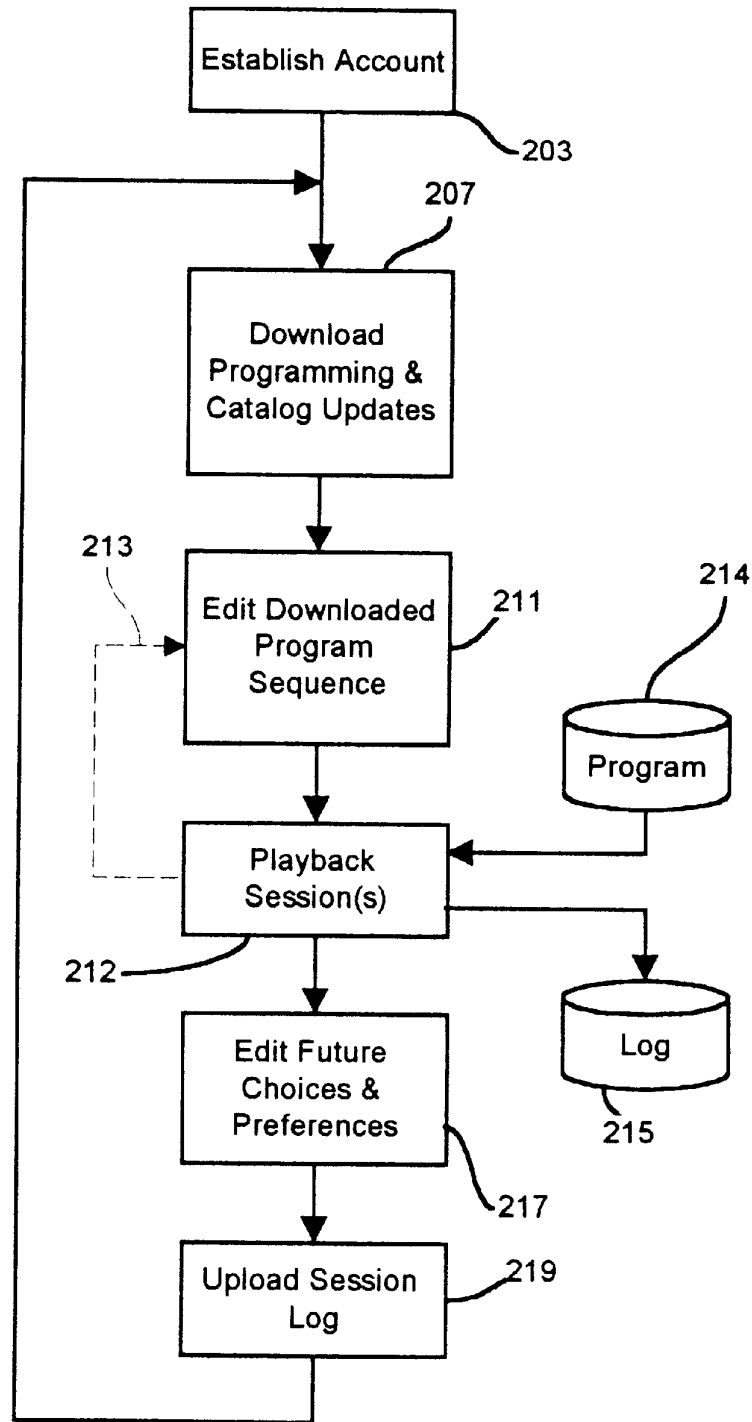 Establish Account
203
207
Download
Programming &
Catalog Updates
213
Edit Downloaded
Program
Sequence
211
214
Program
Playback
Session(s)
212
Log
215
Edit Future
Choices &
Preferences
217
Upload Session
Log
219